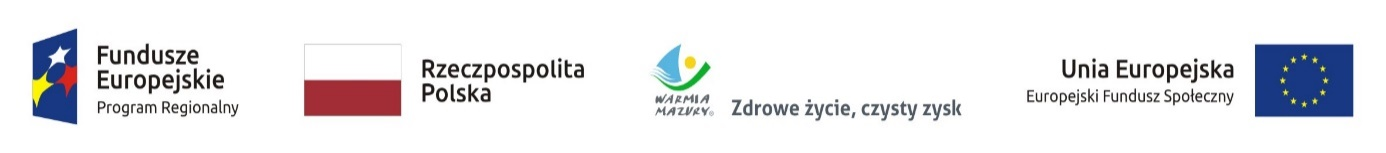 Fundusze
Europejskie
Program Regionalny
Rzeczpospolita
Polska
WARMIA
MAZURY®
Zdrowe życie, czysty zysk
Unia Europejska
Europejski Fundusz Społeczny